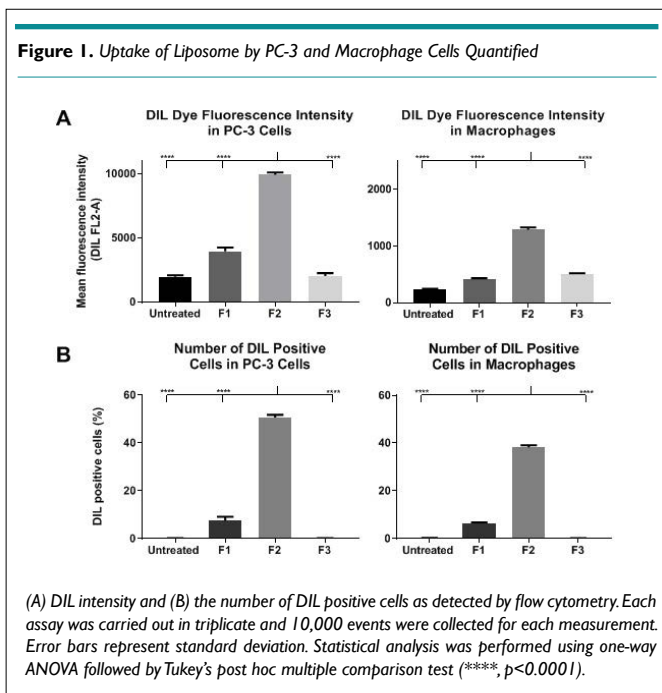 Figure 1. Uptake of Liposome by PC-3 and Macrophage Cells Quantified
A
DIL Dye Fluorescence Intensity
in PC-3 Cells
Mean fluorescence intensity
(DIL FL2-A)
10000
5000
0
**** **** ****
Untreated F1 F2 F3
DIL Dye Fluorescence Intensity
in Macrophages
2000
1000
0
**** **** ****
Untreated F1 F2 F3
B
Number of DIL Positive
Cells in PC-3 Cells
DIL positive cells (%)
60
40
20
0
**** **** ****
Untreated F1 F2 F3
Number of DIL Positive
Cells in Macrophages
60
40
20
0
**** **** ****
Untreated F1 F2 F3
(A) DIL intensity and (B) the number of DIL positive cells as detected by flow cytometry. Each
assay was carried out in triplicate and 10,000 events were collected for each measurement.
Error bars represent standard deviation. Statistical analysis was performed using one-way
ANOVA followed by Tukey's post hoc multiple comparison test (****, p<0.0001).